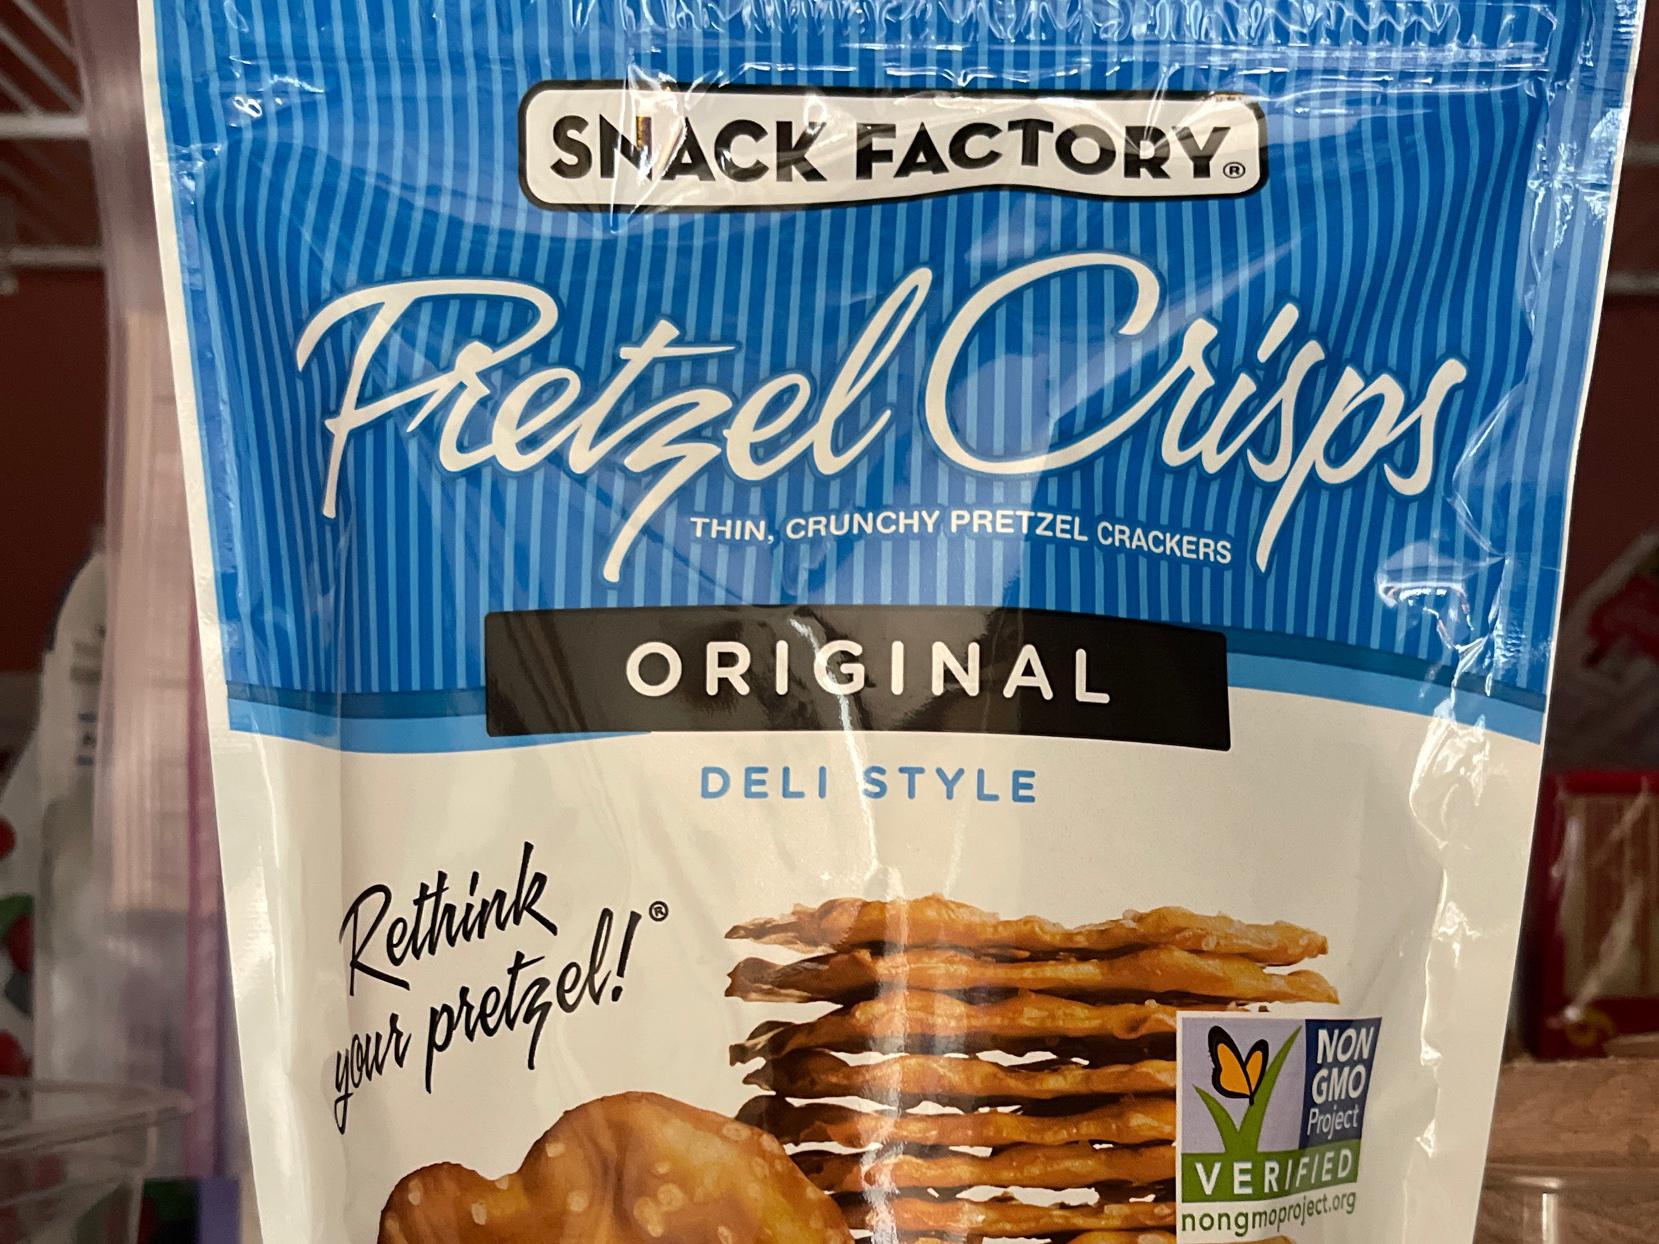 SNACK FACTORY®
Pretzel Crisps
THIN, CRUNCHY PRETZEL CRACKERS
ORIGINAL
DELI STYLE
Rethink
your pretzel!®
NON
GMO
Project
VERIFIED
nongmoproject.org